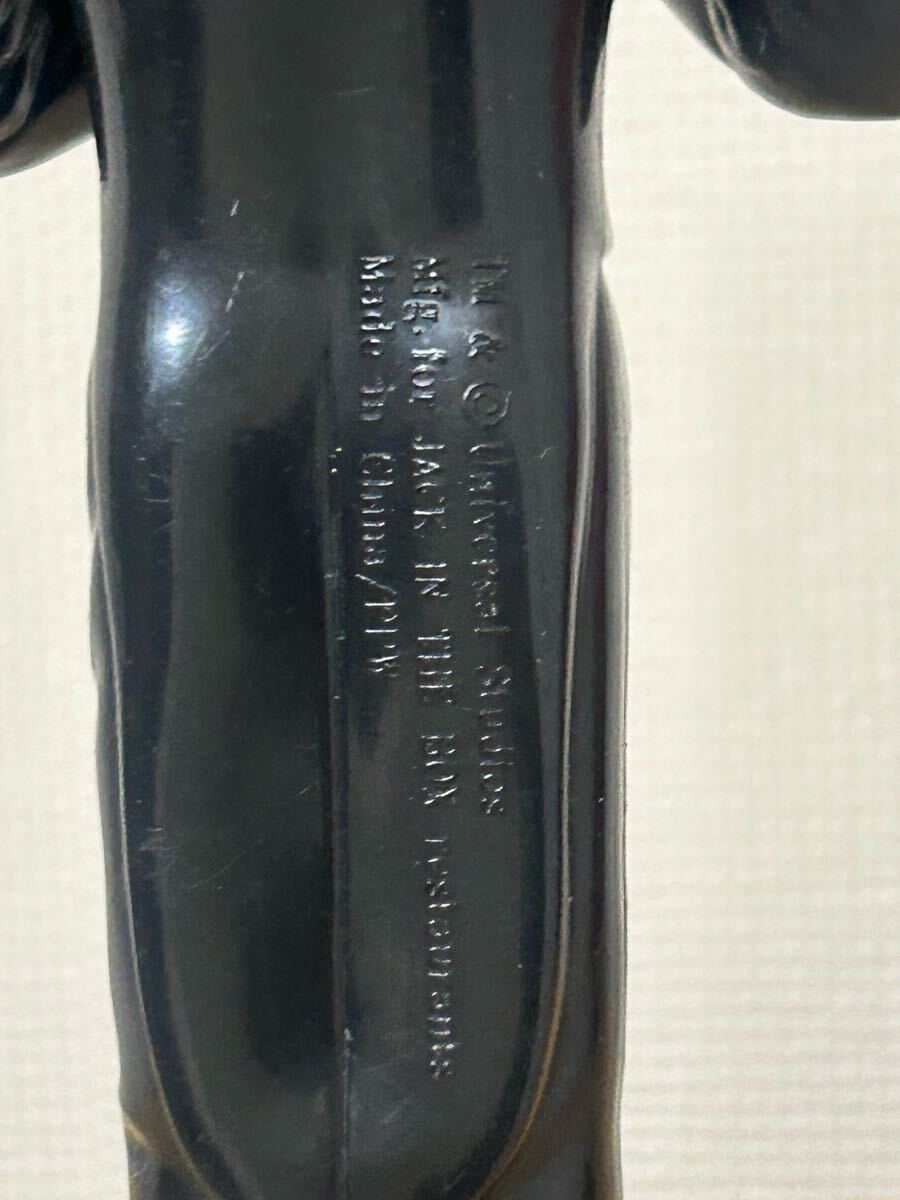 TM & © Universal Studios
Mfg. for JACK IN THE BOX restaurants
Made in China/PPW